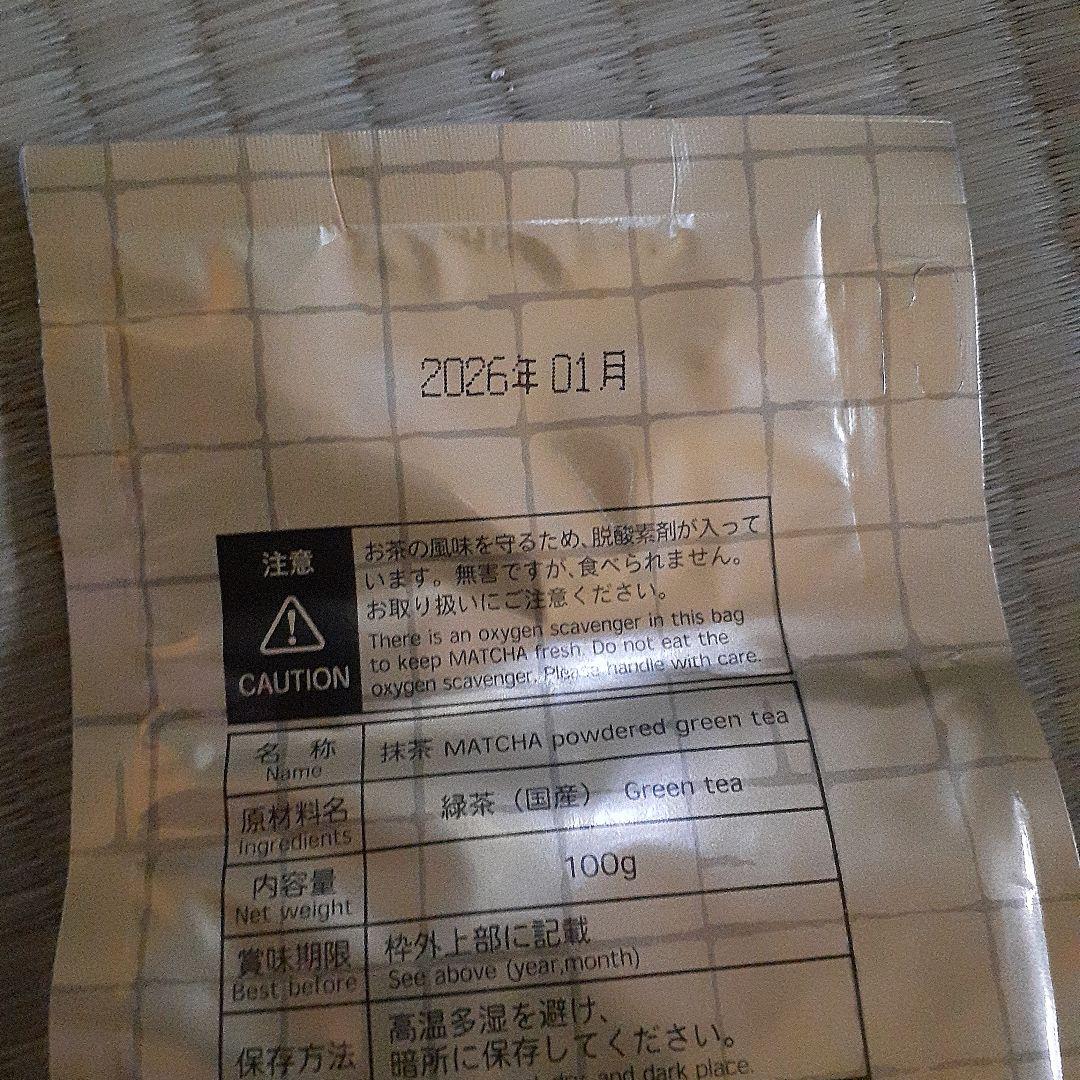 2026年01月
注意
CAUTION
お茶の風味を守るため、脱酸素剤が入って
います。無害ですが、食べられません。
お取り扱いにご注意ください。
There is an oxygen scavenger in this bag
to keep MATCHA fresh. Do not eat the
oxygen scavenger. Please handle with care.
名 称
Name
抹茶 MATCHA powdered green tea
原材料名
Ingredients
緑茶（国産） Green tea
内容量
Net weight
100g
賞味期限
Best before
枠外上部に記載
See above (year,month)
保存方法
高温多湿を避け、
暗所に保存してください。
dry and dark place.